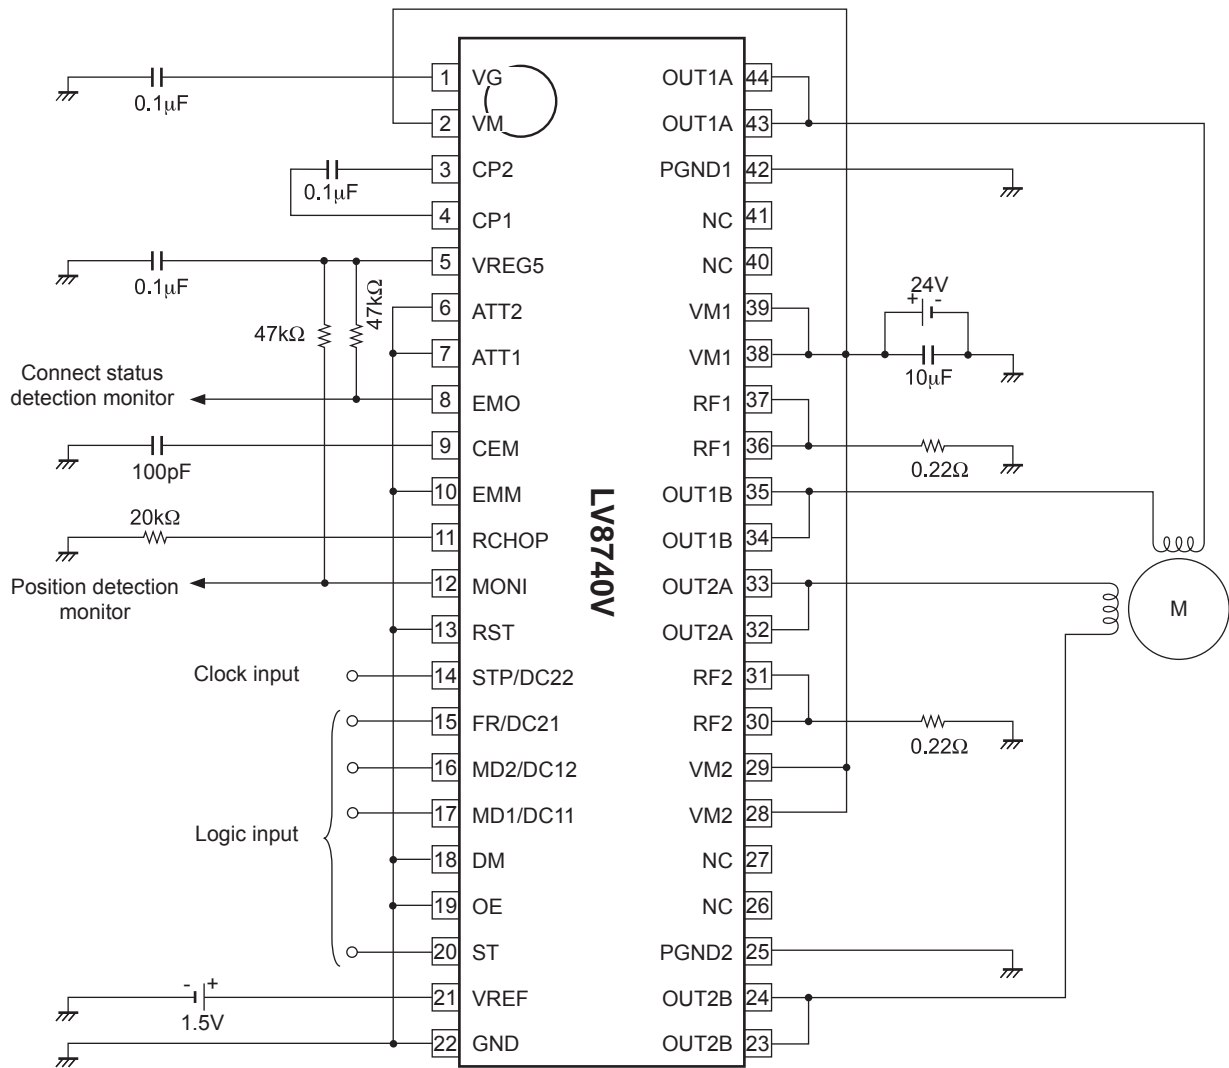 1 VG OUT1A 44
0.1µF
2 VM OUT1A 43
3 CP2 PGND1 42
0.1µF
4 CP1 NC 41
5 VREG5 NC 40
0.1µF
24V
+ -
6 ATT2 VM1 39
47kΩ 47kΩ
7 ATT1 VM1 38
10µF
Connect status
detection monitor
8 EMO RF1 37
9 CEM RF1 36
100pF
0.22Ω
10 EMM OUT1B 35
20kΩ
11 RCHOP OUT1B 34
LV8740V
Position detection
monitor
12 MONI OUT2A 33
M
13 RST OUT2A 32
Clock input
14 STP/DC22 RF2 31
15 FR/DC21 RF2 30
0.22Ω
16 MD2/DC12 VM2 29
17 MD1/DC11 VM2 28
Logic input
18 DM NC 27
19 OE NC 26
20 ST PGND2 25
- +
21 VREF OUT2B 24
1.5V
22 GND OUT2B 23